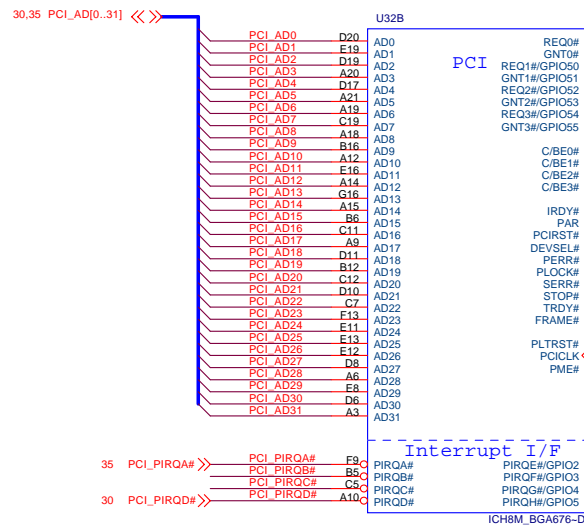 30,35 PCI_AD[0..31]
U32B
PCI
PCI_AD0 D20 AD0 REQ0#
PCI_AD1 E19 AD1 GNT0#
PCI_AD2 D19 AD2 REQ1#/GPIO50
PCI_AD3 A20 AD3 GNT1#/GPIO51
PCI_AD4 D17 AD4 REQ2#/GPIO52
PCI_AD5 A21 AD5 GNT2#/GPIO53
PCI_AD6 A19 AD6 REQ3#/GPIO54
PCI_AD7 C19 AD7 GNT3#/GPIO55
PCI_AD8 A18 AD8
PCI_AD9 B16 AD9 C/BE0#
PCI_AD10 A12 AD10 C/BE1#
PCI_AD11 E16 AD11 C/BE2#
PCI_AD12 A14 AD12 C/BE3#
PCI_AD13 G16 AD13
PCI_AD14 A15 AD14 IRDY#
PCI_AD15 B6 AD15 PAR
PCI_AD16 C11 AD16 PCIRST#
PCI_AD17 A9 AD17 DEVSEL#
PCI_AD18 D11 AD18 PERR#
PCI_AD19 B12 AD19 PLOCK#
PCI_AD20 C12 AD20 SERR#
PCI_AD21 D10 AD21 STOP#
PCI_AD22 C7 AD22 TRDY#
PCI_AD23 F13 AD23 FRAME#
PCI_AD24 E11 AD24
PCI_AD25 E13 AD25 PLTRST#
PCI_AD26 E12 AD26 PCICLK
PCI_AD27 D8 AD27 PME#
PCI_AD28 A6 AD28
PCI_AD29 E8 AD29
PCI_AD30 D6 AD30
PCI_AD31 A3 AD31
Interrupt I/F
35 PCI_PIRQA# PCI_PIRQA# F9 PIRQA# PIRQE#/GPIO2
PCI_PIRQB# B5 PIRQB# PIRQF#/GPIO3
PCI_PIRQC# C5 PIRQC# PIRQG#/GPIO4
30 PCI_PIRQD# PCI_PIRQD# A10 PIRQD# PIRQH#/GPIO5
ICH8M_BGA676-D